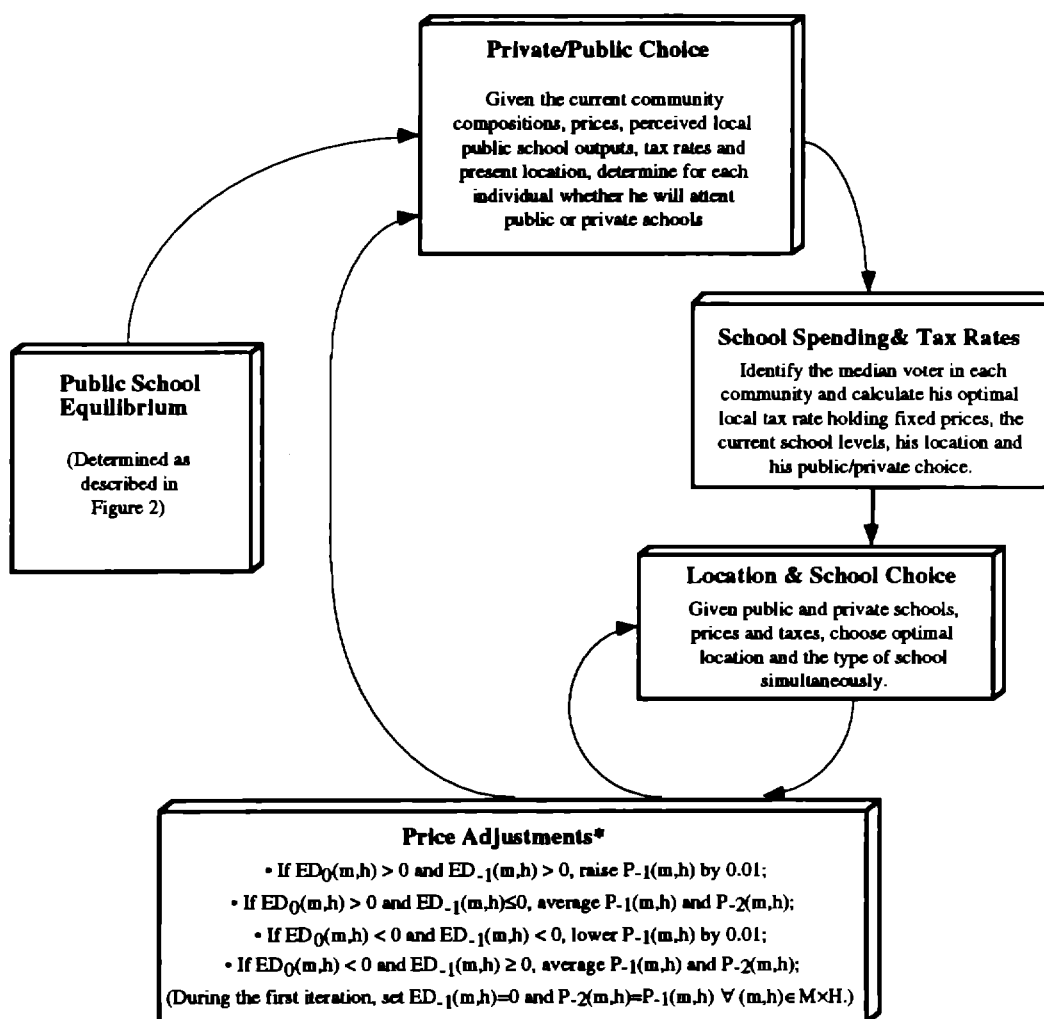 Private/Public Choice
Given the current community
compositions, prices, perceived local
public school outputs, tax rates and
present location, determine for each
individual whether he will attent
public or private schools
Public School
Equilibrium
(Determined as
described in
Figure 2)
School Spending& Tax Rates
Identify the median voter in each
community and calculate his optimal
local tax rate holding fixed prices, the
current school levels, his location and
his public/private choice.
Location & School Choice
Given public and private schools,
prices and taxes, choose optimal
location and the type of school
simultaneously.
Price Adjustments*
• If ED₀(m,h) > 0 and ED₋₁(m,h) > 0, raise P₋₁(m,h) by 0.01;
• If ED₀(m,h) > 0 and ED₋₁(m,h)≤0, average P₋₁(m,h) and P₋₂(m,h);
• If ED₀(m,h) < 0 and ED₋₁(m,h) < 0, lower P₋₁(m,h) by 0.01;
• If ED₀(m,h) < 0 and ED₋₁(m,h) ≥ 0, average P₋₁(m,h) and P₋₂(m,h);
(During the first iteration, set ED₋₁(m,h)=0 and P₋₂(m,h)=P₋₁(m,h) ∀ (m,h)∈ M×H.)